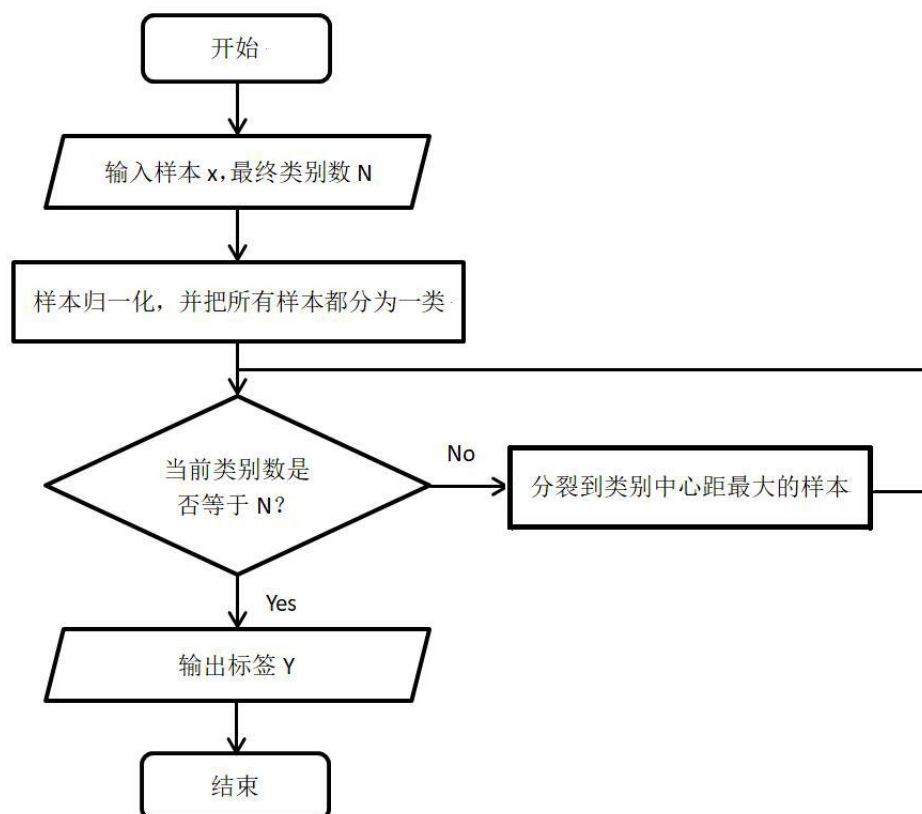 开始
输入样本 x,最终类别数 N
样本归一化，并把所有样本都分为一类
当前类别数是
否等于 N？
No
分裂到类别中心距最大的样本
Yes
输出标签 Y
结束